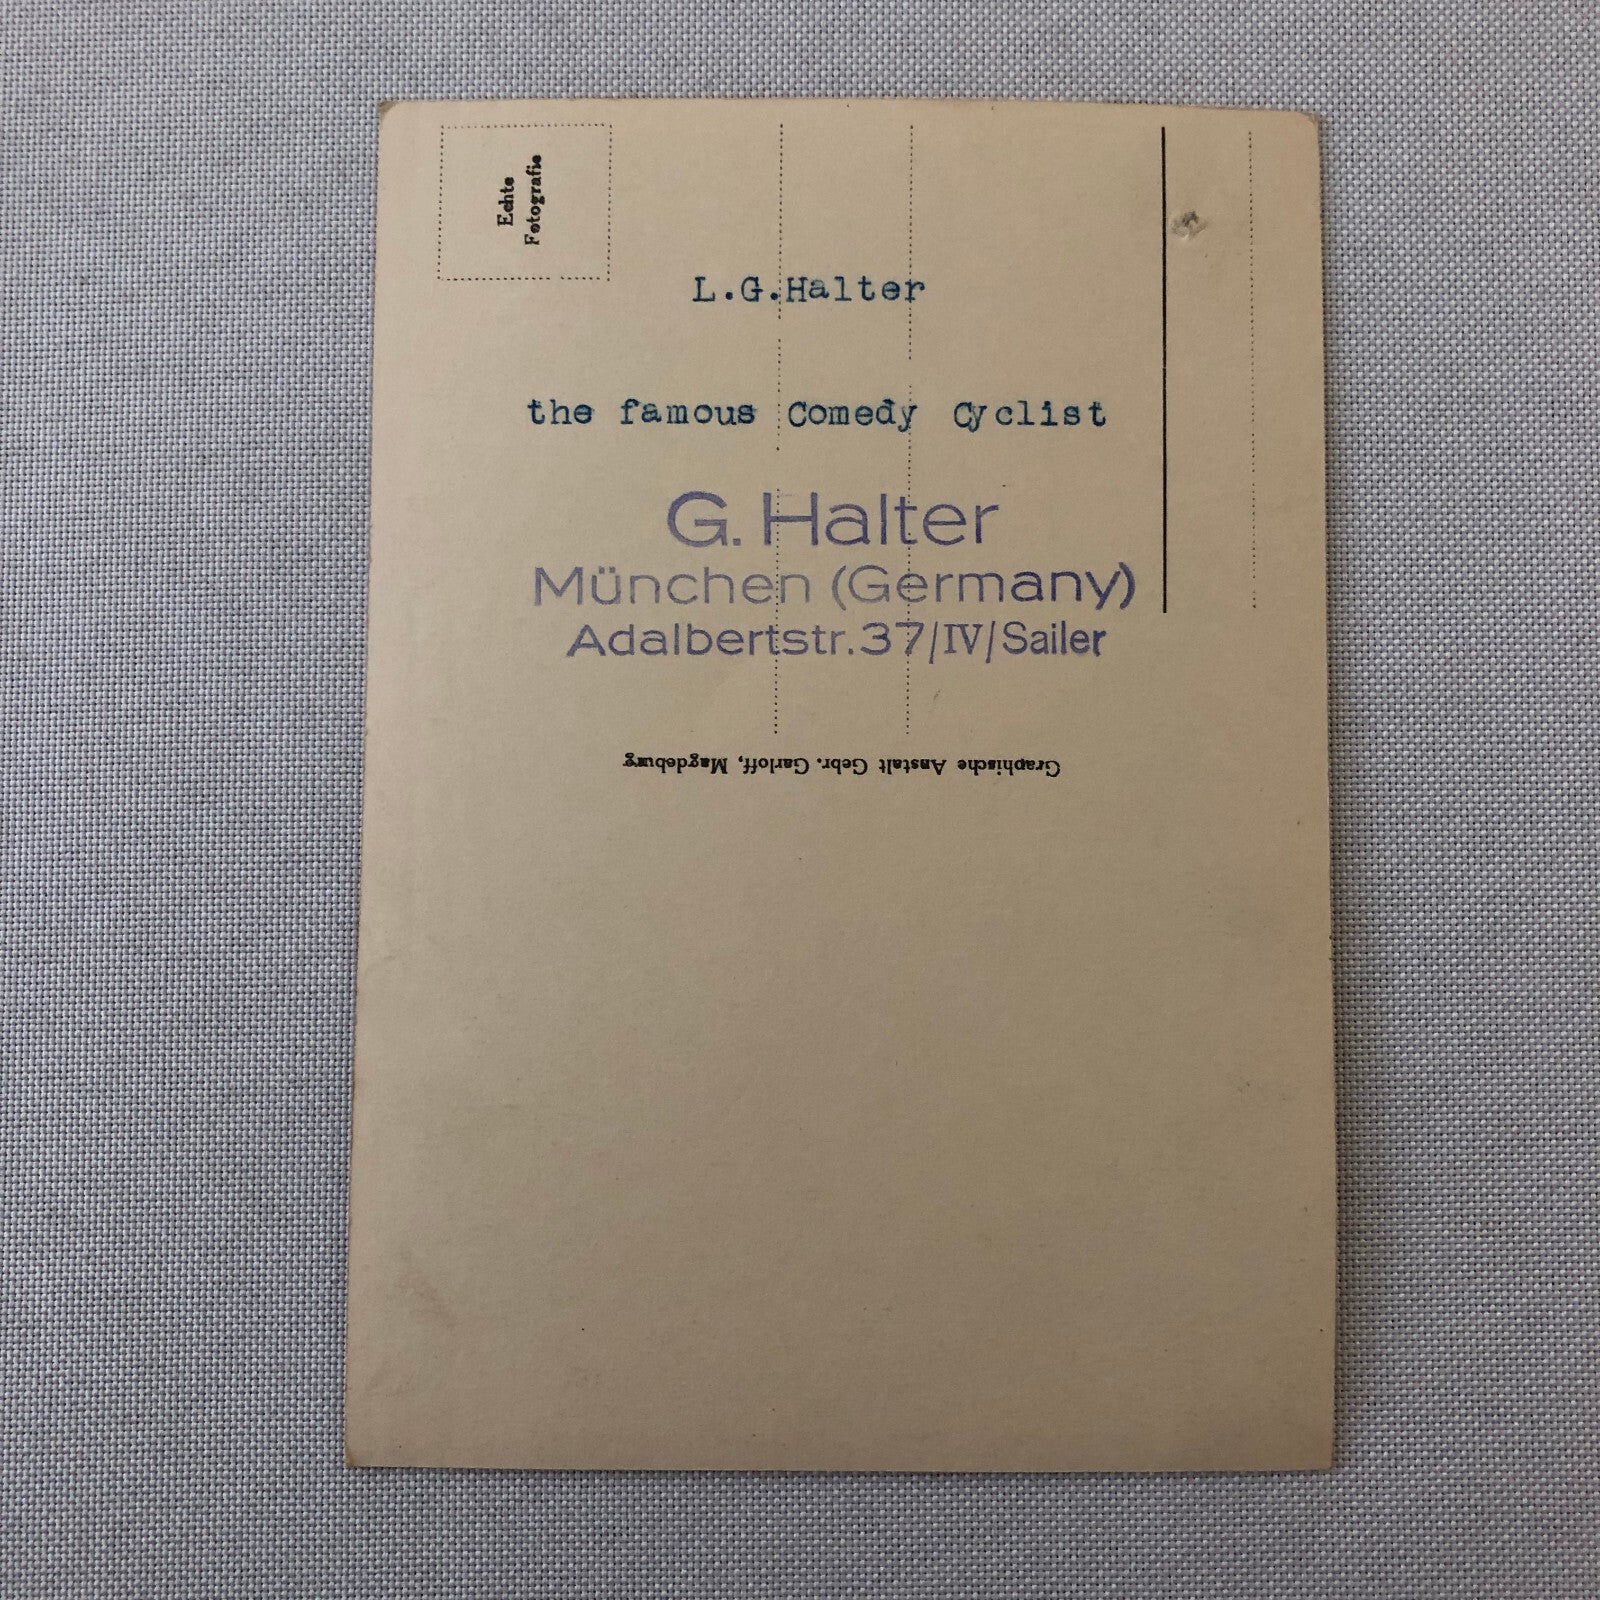 Echte
Fotografie
L.G.Halter
the famous Comedy Cyclist
G. Halter
München (Germany)
Adalbertstr.37/IV/Sailer
Graphische Anstalt Gebr. Garloff, Magdeburg